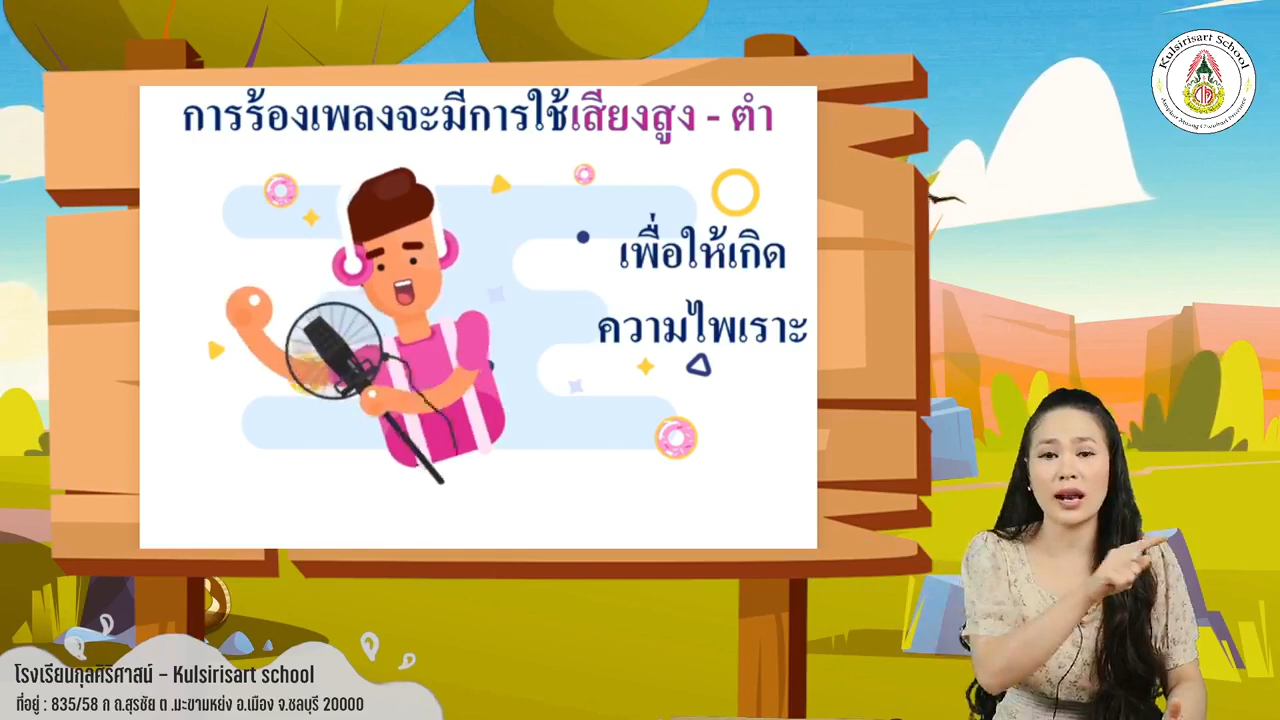 การร้องเพลงจะมีการใช้เสียงสูง - ตำ
เพื่อให้เกิด
ความไพเราะ
Kulsirisart School
โรงเรียนกุลศิริศาสน์ - Kulsirisart school
ที่อยู่ : 835/58 ก ถ.สุรชัย ต .มะขามหย่ง อ.เมือง จ.ชลบุรี 20000